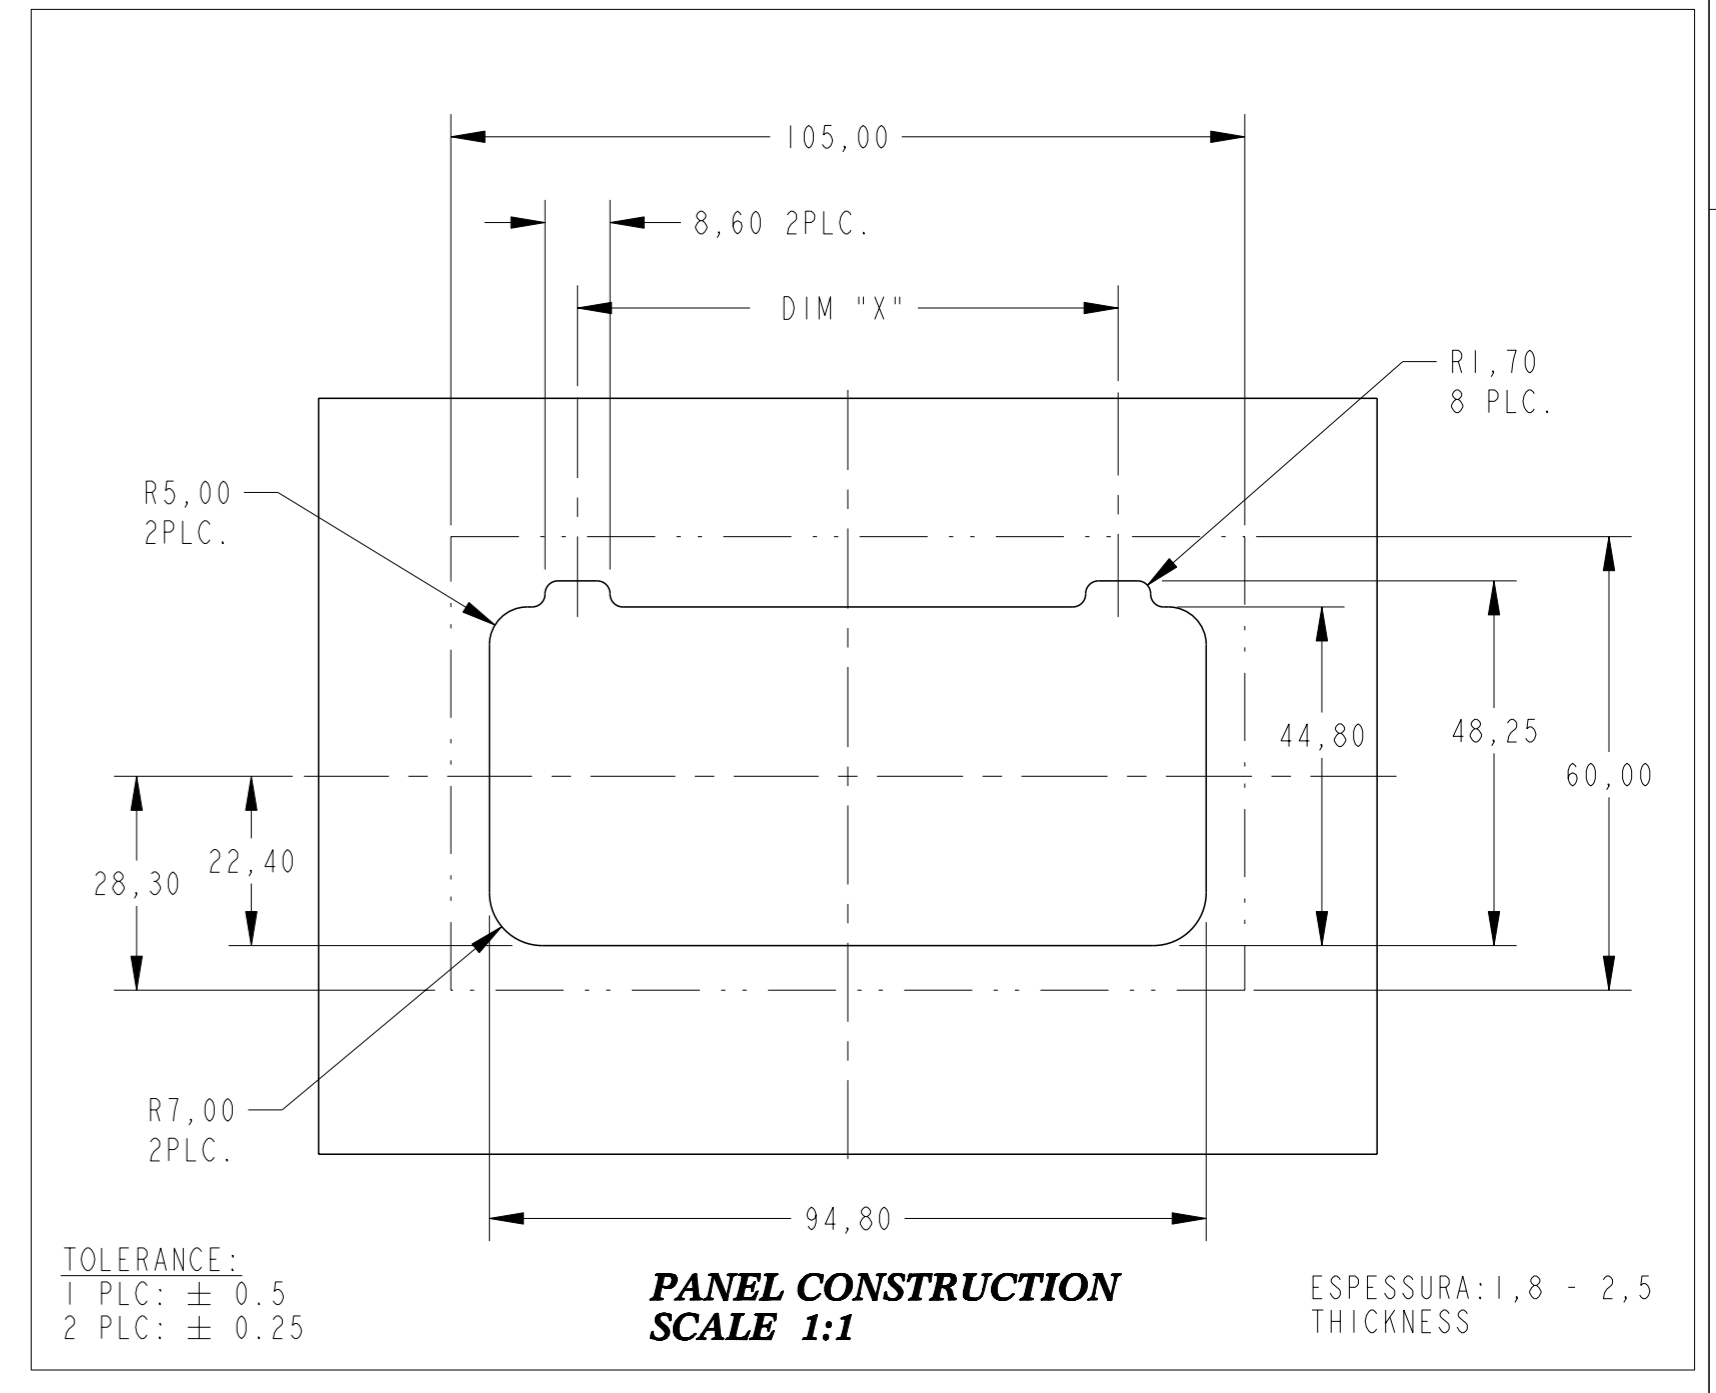 105,00
8,60 2PLC.
DIM "X"
R1,70
8 PLC.
R5,00
2PLC.
44,80
48,25
60,00
22,40
28,30
R7,00
2PLC.
94,80
TOLERANCE:
1 PLC: ± 0.5
2 PLC: ± 0.25
PANEL CONSTRUCTION
SCALE 1:1
ESPESSURA:1,8 - 2,5
THICKNESS